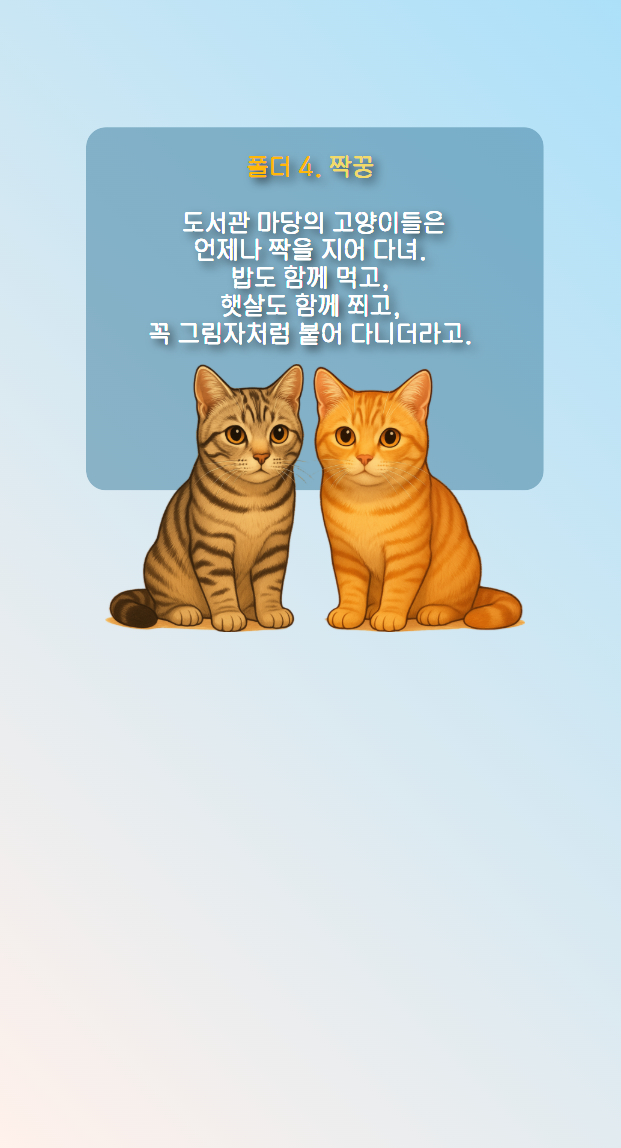 폴더 4. 짝꿍
도서관 마당의 고양이들은
언제나 짝을 지어 다녀.
밥도 함께 먹고,
햇살도 함께 쬐고,
꼭 그림자처럼 붙어 다니더라고.